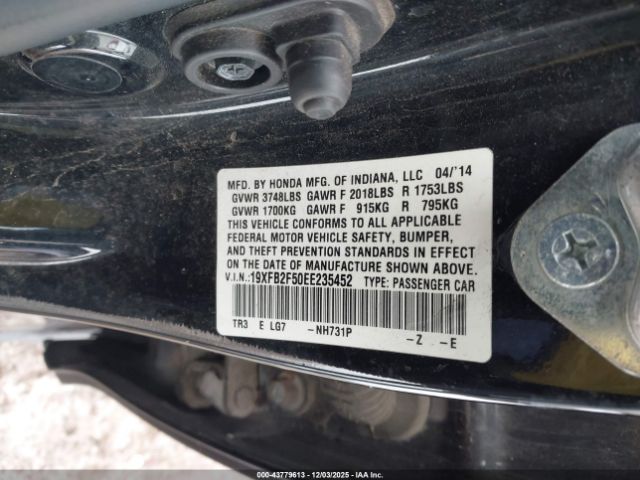 MFD. BY HONDA MFG. OF INDIANA, LLC 04/'14
GVWR 3748LBS GAWR F 2018LBS R 1753LBS
GVWR 1700KG GAWR F 915KG R 795KG
THIS VEHICLE CONFORMS TO ALL APPLICABLE
FEDERAL MOTOR VEHICLE SAFETY, BUMPER,
AND THEFT PREVENTION STANDARDS IN EFFECT
ON THE DATE OF MANUFACTURE SHOWN ABOVE.
V.I.N.:19XFB2F50EE235452 TYPE: PASSENGER CAR
TR3 E LG7 -NH731P -Z -E
000-43779613 - 12/03/2025 - IAAI, Inc.